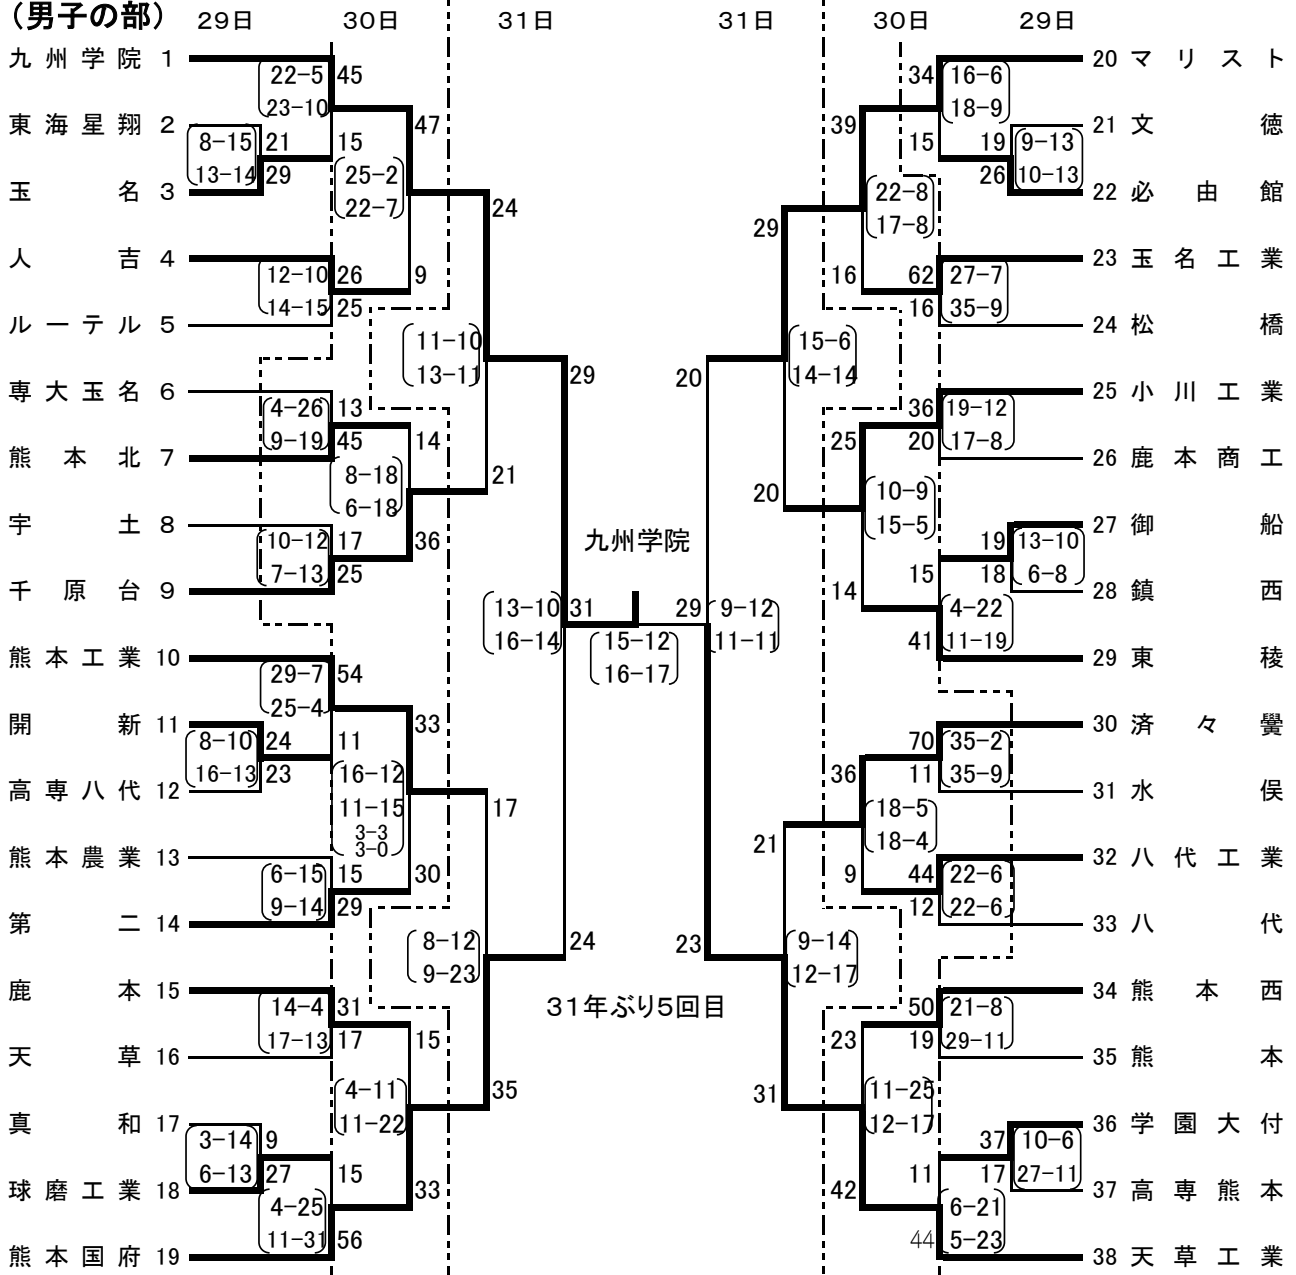 (男子の部) 29日 30日 31日 31日 30日 29日
九州学院 1 22-5 45 34 16-6 20 マリスト
23-10 18-9
東海星翔 2 47 39 21 文徳
8-15 21 15 15 19 9-13
13-14 29 25-2 26 10-13
玉名 3 22-7 24 22-8 22 必由館
29 17-8
人吉 4 23 玉名工業
12-10 26 9 16 62 27-7
14-15 25 16 35-9
ルーテル 5 24 松橋
11-10 15-6
13-11 29 20 14-14
専大玉名 6 25 小川工業
4-26 13 36 19-12
9-19 45 14 25 20 17-8
熊本北 7 26 鹿本商工
8-18 21 20 10-9
6-18 15-5
宇土 8 27 御船
10-12 17 36 九州学院 19 13-10
7-13 25 15 18 6-8
千原台 9 14 28 鎮西
13-10 31 29 9-12 4-22
16-14 15-12 11-11 41 11-19
熊本工業 10 16-17 29 東稜
29-7 54
25-4
開新 11 33 30 済々黌
8-10 24 11 70 35-2
16-13 23 16-12 36 11 35-9
高専八代 12 11-15 17 18-5 31 水俣
3-3 18-4
3-0 21
熊本農業 13 32 八代工業
6-15 15 30 9 44 22-6
9-14 29 12 22-6
第二 14 33 八代
8-12 24 23 9-14
9-23 12-17
鹿本 15 31年ぶり5回目 34 熊本西
14-4 31 50 21-8
17-13 17 15 23 19 29-11
天草 16 35 熊本
4-11 35 31 11-25
11-22 12-17
真和 17 36 学園大付
3-14 9 37 10-6
6-13 27 15 11 17 27-11
球磨工業 18 33 42 37 高専熊本
4-25 6-21
11-31 56 44 5-23
熊本国府 19 38 天草工業